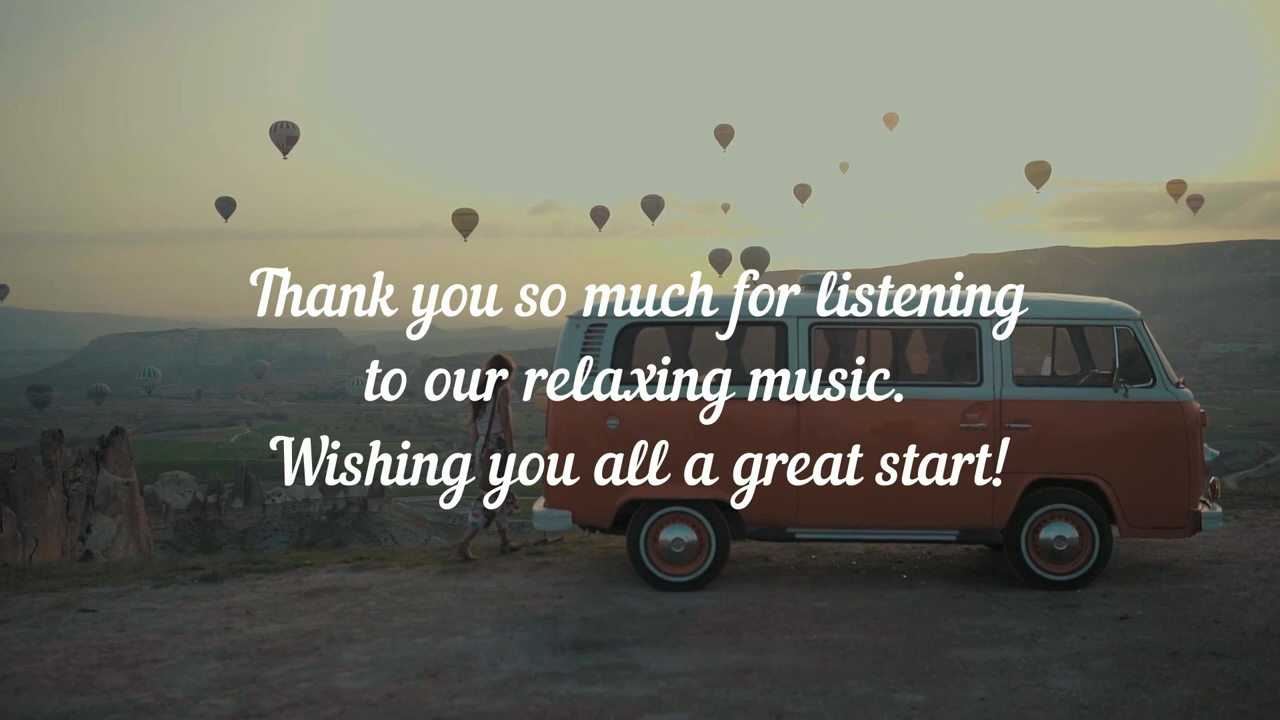 Thank you so much for listening
to our relaxing music.
Wishing you all a great start!